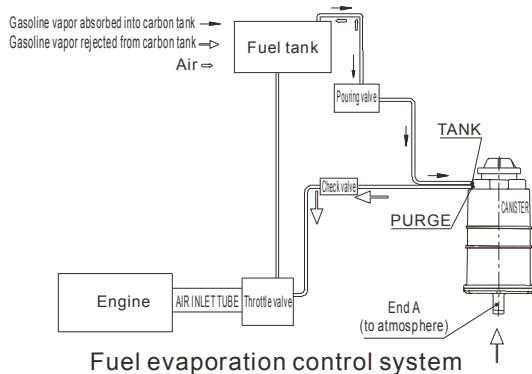 Gasoline vapor absorbed into carbon tank
Gasoline vapor rejected from carbon tank
Air
Fuel tank
Pouring valve
TANK
Check valve
CANISTER
PURGE
Engine
AIR INLET TUBE
Throttle valve
End A
(to atmosphere)
Fuel evaporation control system